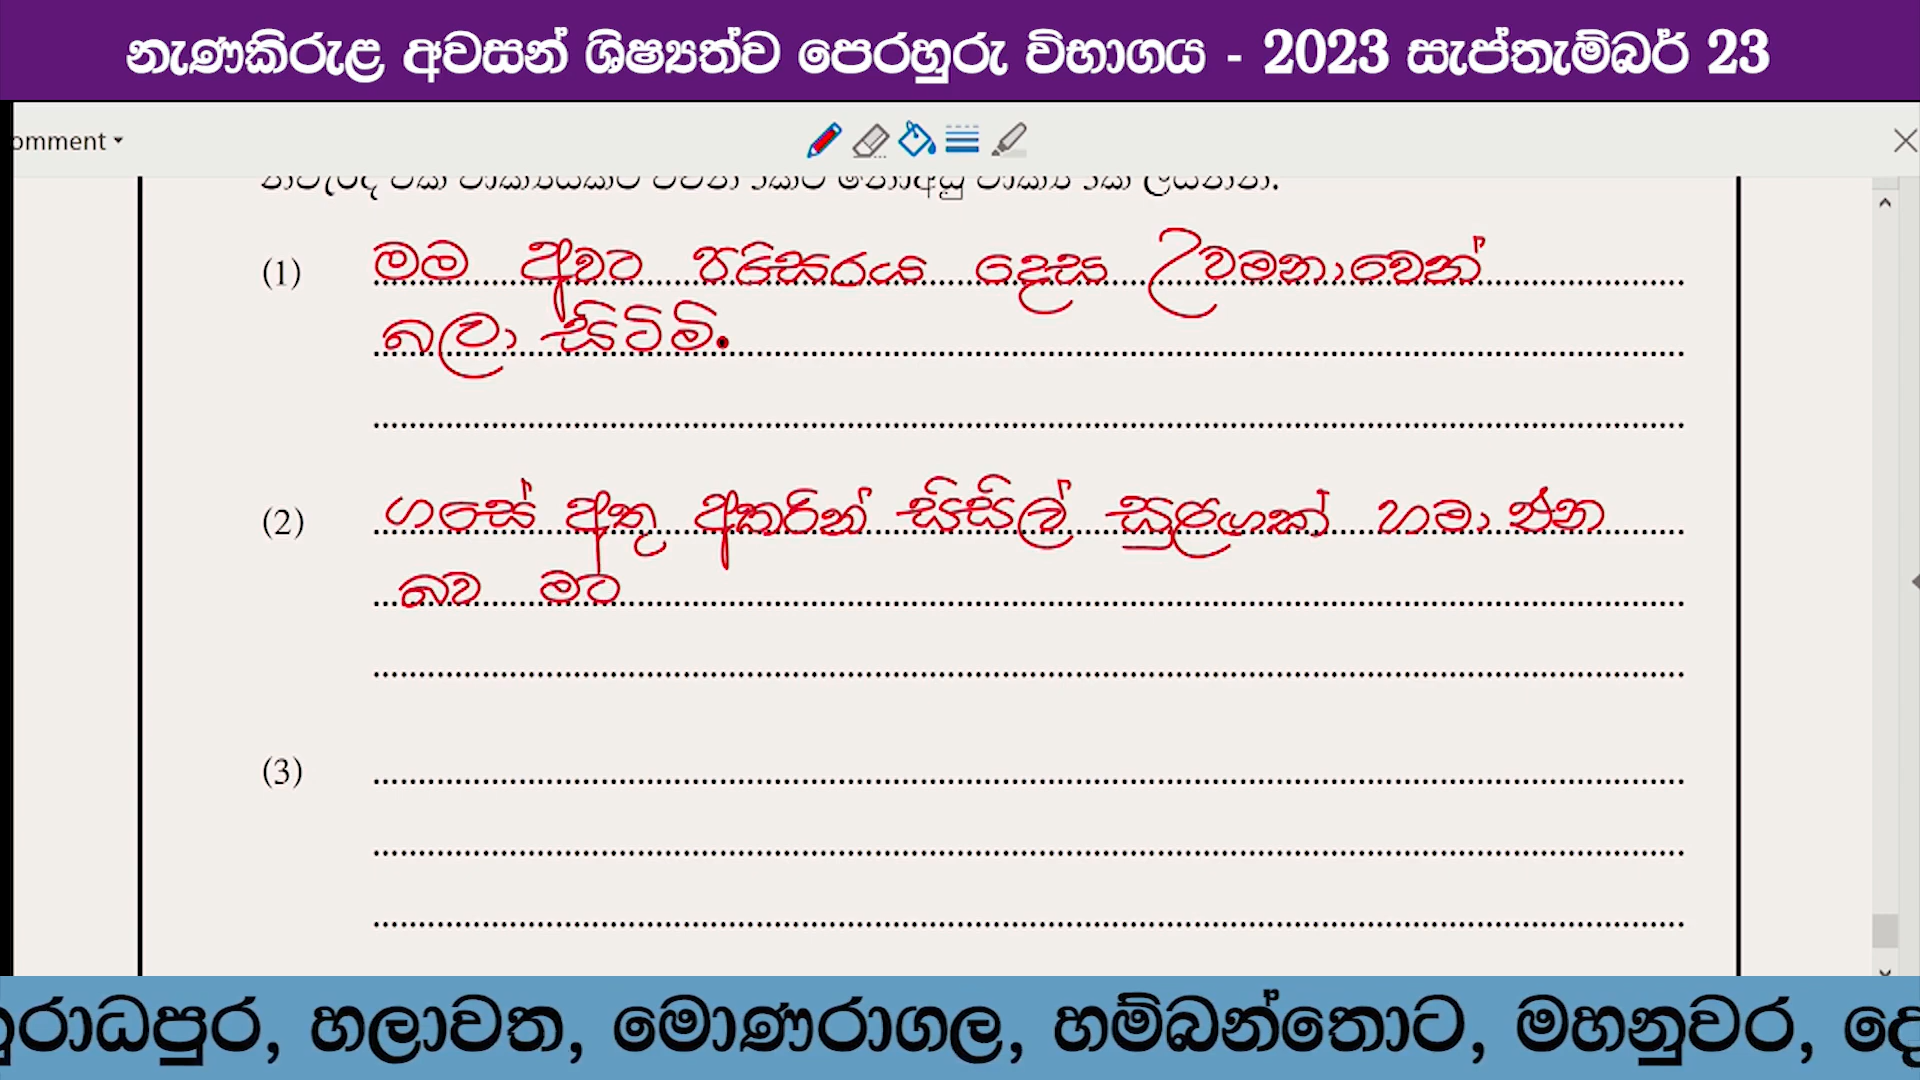 නැණකිරුළ අවසන් ශිෂ්‍යත්ව පෙරහුරු විභාගය - 2023 සැප්තැම්බර් 23
omment
(1) මම අවට පරිසරය දෙස උවමනාවෙන්
බලා සිටිමි.
(2) ගසේ අතු අතරින් සිසිල් සුළඟක් හමා එන
බව මට
(3)
රාධපුර, හලාවත, මොණරාගල, හම්බන්තොට, මහනුවර, දෙ